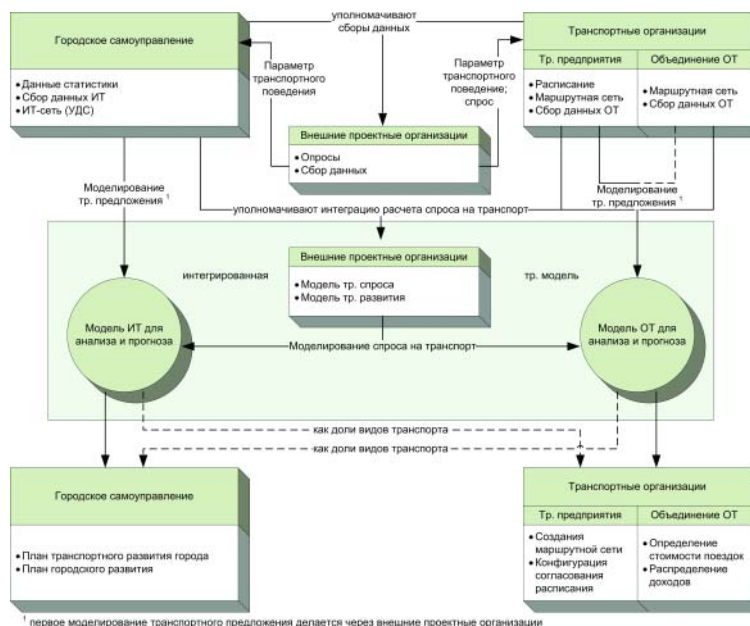 уполномачивают
сборы данных
Городское самоуправление
• Данные статистики
• Сбор данных ИТ
• ИТ-сеть (УДС)
Параметр
транспортного
поведения
Параметр
транспортного
поведение;
спрос
Транспортные организации
Тр. предприятия
Объединение ОТ
• Расписание
• Маршрутная сеть
• Сбор данных ОТ
• Маршрутная сеть
• Сбор данных ОТ
Внешние проектные организации
• Опросы
• Сбор данных
Моделирование
тр. предложения ¹
Моделирование
тр. предложения ¹
уполномачивают интеграцию расчета спроса на транспорт
интегрированная
Внешние проектные организации
• Модель тр. спроса
• Модель тр. развития
тр. модель
Модель ИТ для
анализа и прогноза
Моделирование спроса на транспорт
Модель ОТ для
анализа и прогноза
как доли видов транспорта
как доли видов транспорта
Городское самоуправление
• План транспортного развития города
• План городского развития
Транспортные организации
Тр. предприятия
Объединение ОТ
• Создания
маршрутной сети
• Конфигурация
согласования
расписания
• Определение
стоимости поездок
• Распределение
доходов
¹ первое моделирование транспортного предложения делается через внешние проектные организации